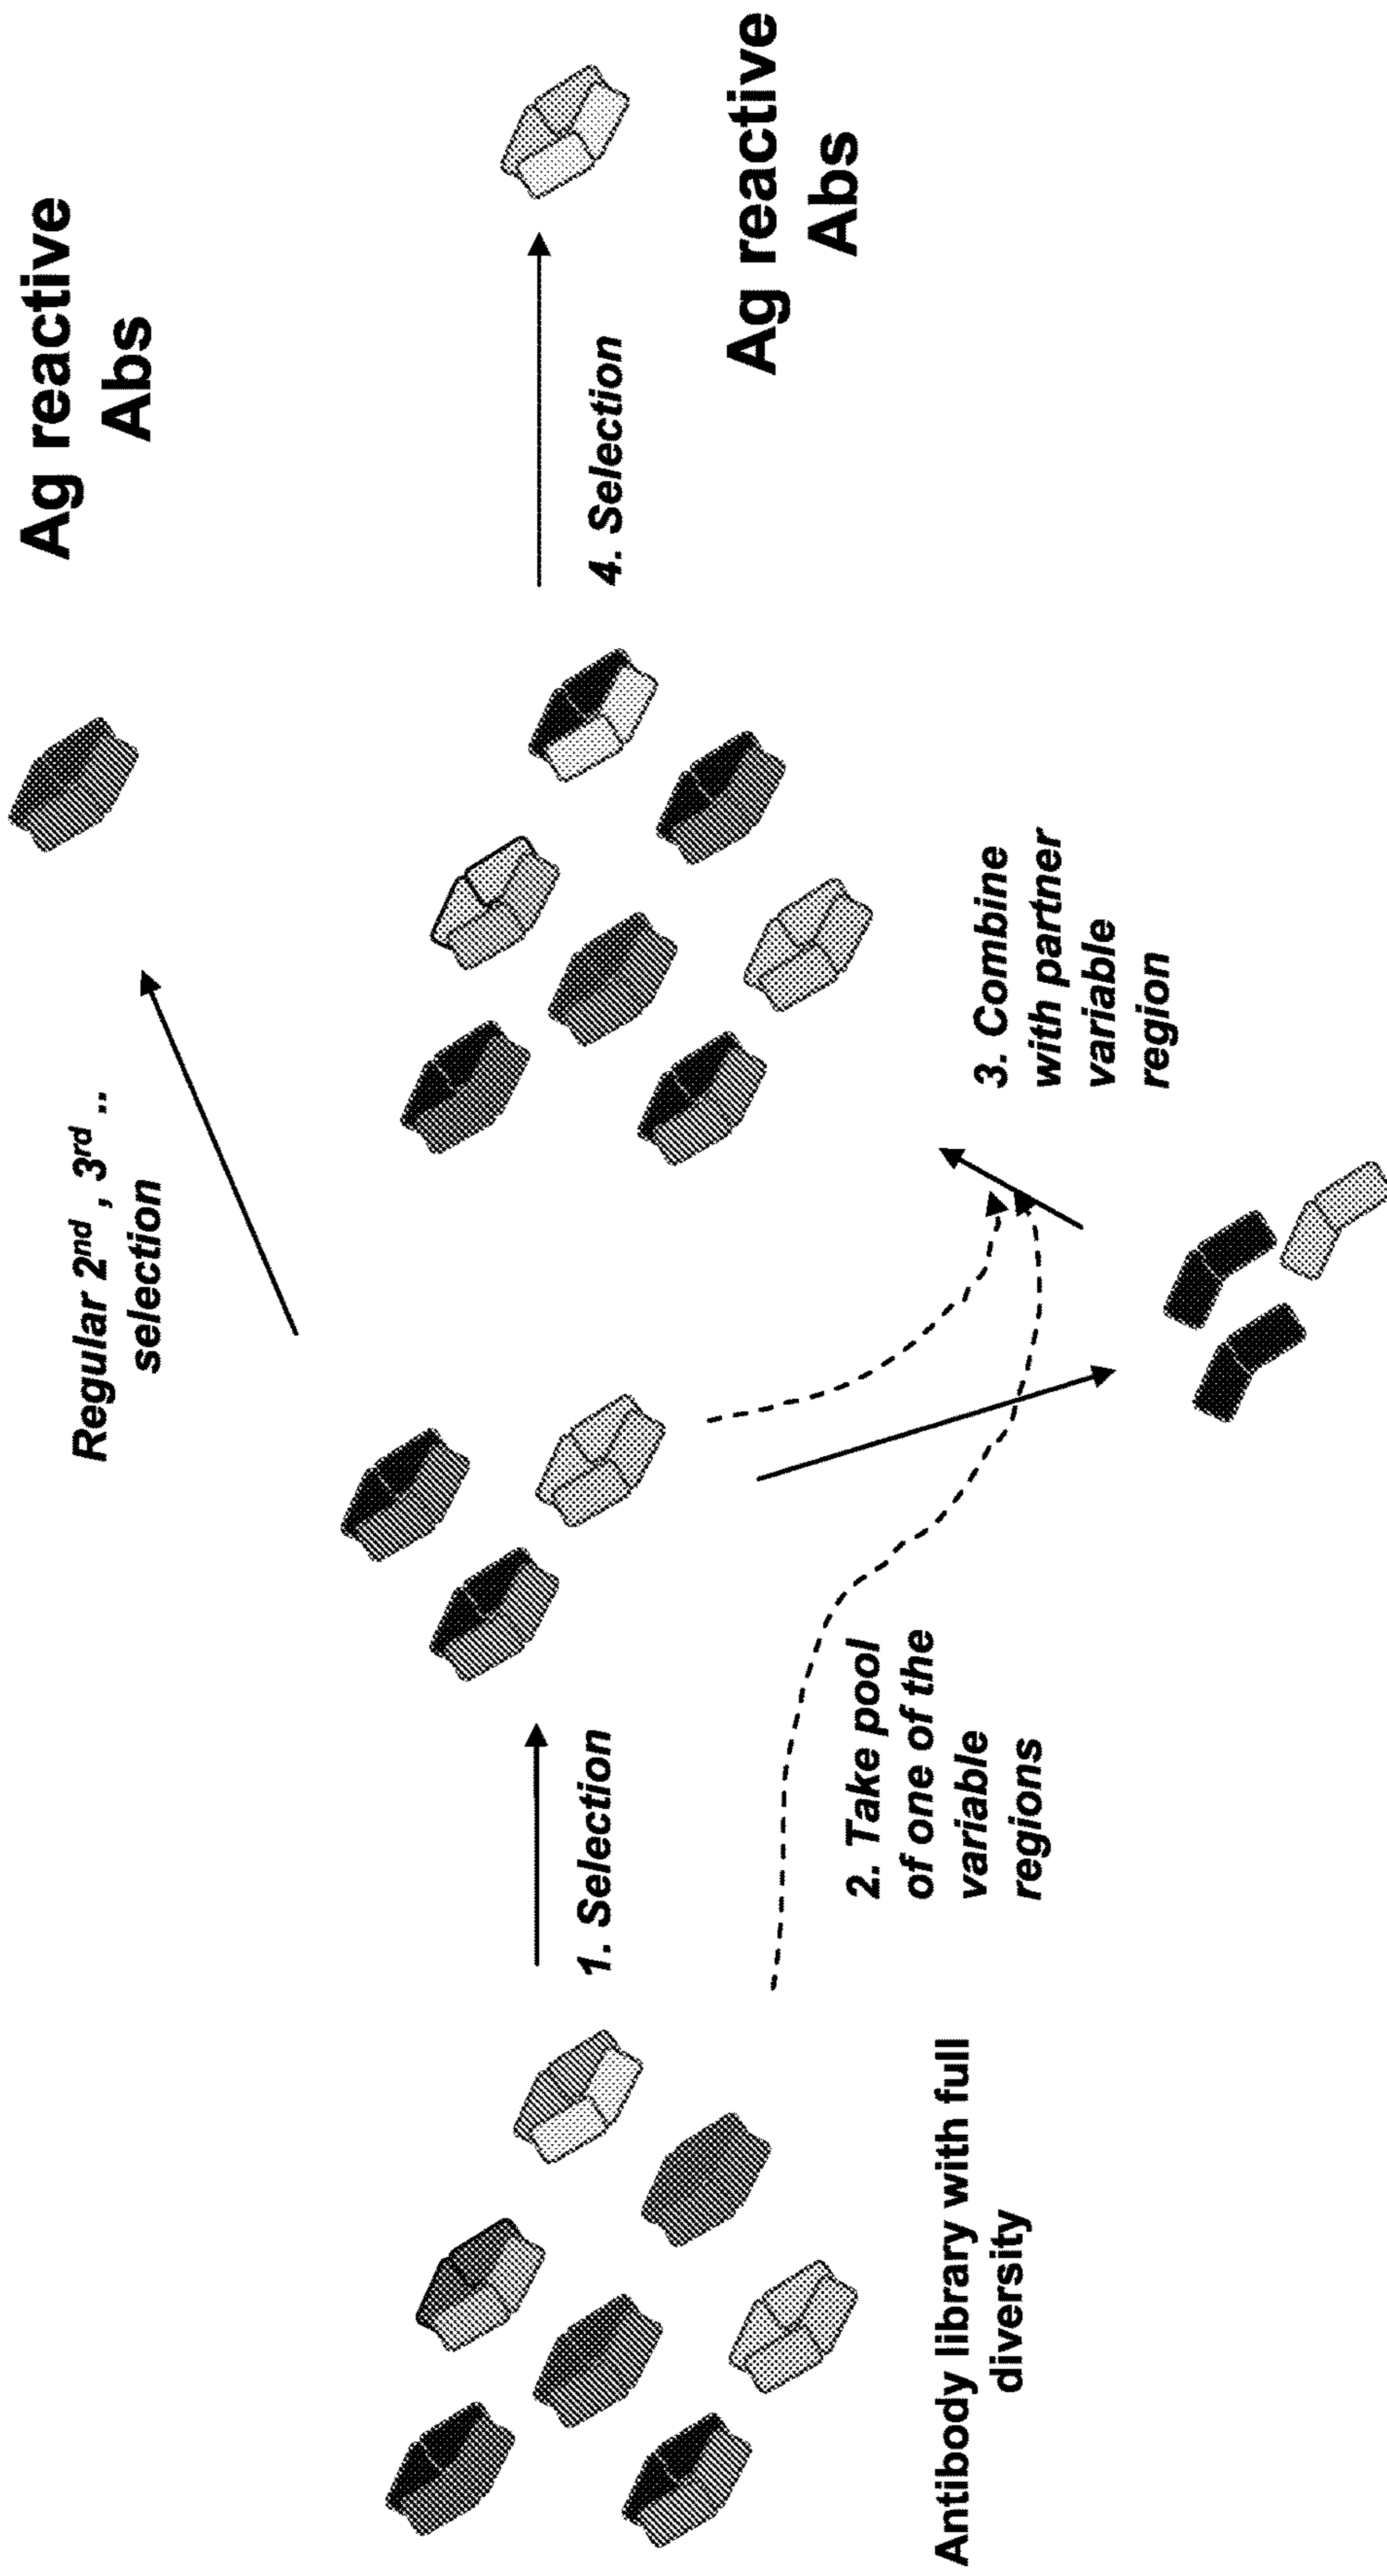 Antibody library with full
diversity
1. Selection
2. Take pool
of one of the
variable
regions
Regular 2nd , 3rd ..
selection
3. Combine
with partner
variable
region
4. Selection
Ag reactive
Abs
Ag reactive
Abs